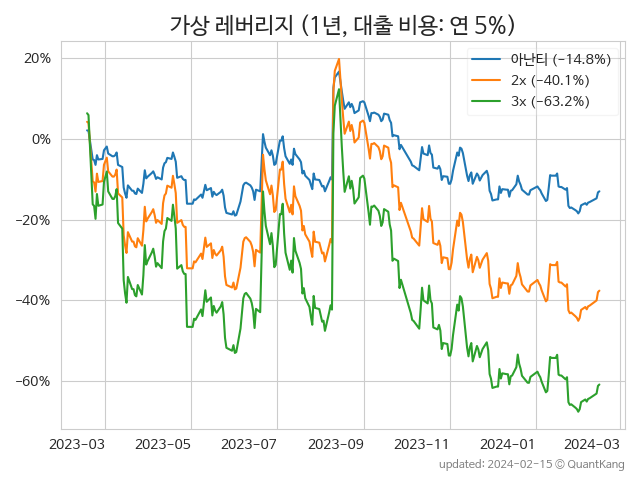 가상 레버리지 (1년, 대출 비용: 연 5%)
아난티 (−14.8%)
2x (−40.1%)
3x (−63.2%)
20%
0%
−20%
−40%
−60%
2023-03 2023-05 2023-07 2023-09 2023-11 2024-01 2024-03
updated: 2024-02-15 © QuantKang